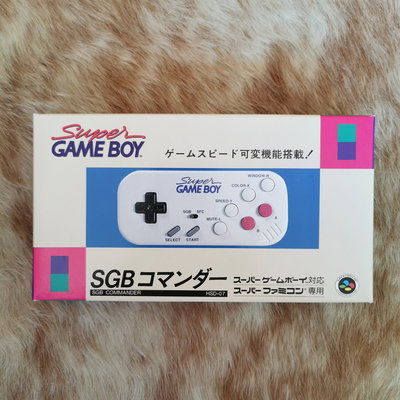 Super
GAME BOY
ゲームスピード可変機能搭載!
Super
GAME BOY
WINDOW-R
COLOR-X
SPEED-Y
MUTE-L
SGB SFC
SELECT START
SGBコマンダー
SGB COMMANDER
HSD-07
スーパーゲームボーイ対応
スーパーファミコン専用